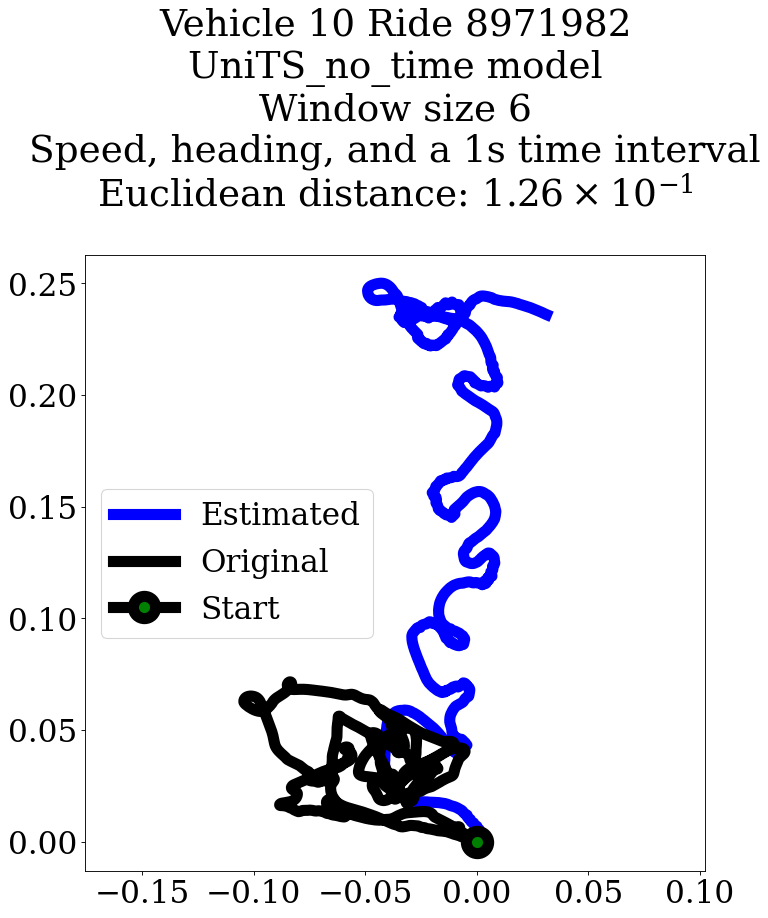 Vehicle 10 Ride 8971982
UniTS_no_time model
Window size 6
Speed, heading, and a 1s time interval
Euclidean distance: 1.26 × 10⁻¹
0.25
0.20
0.15
0.10
0.05
0.00
Estimated
Original
Start
−0.15 −0.10 −0.05 0.00 0.05 0.10